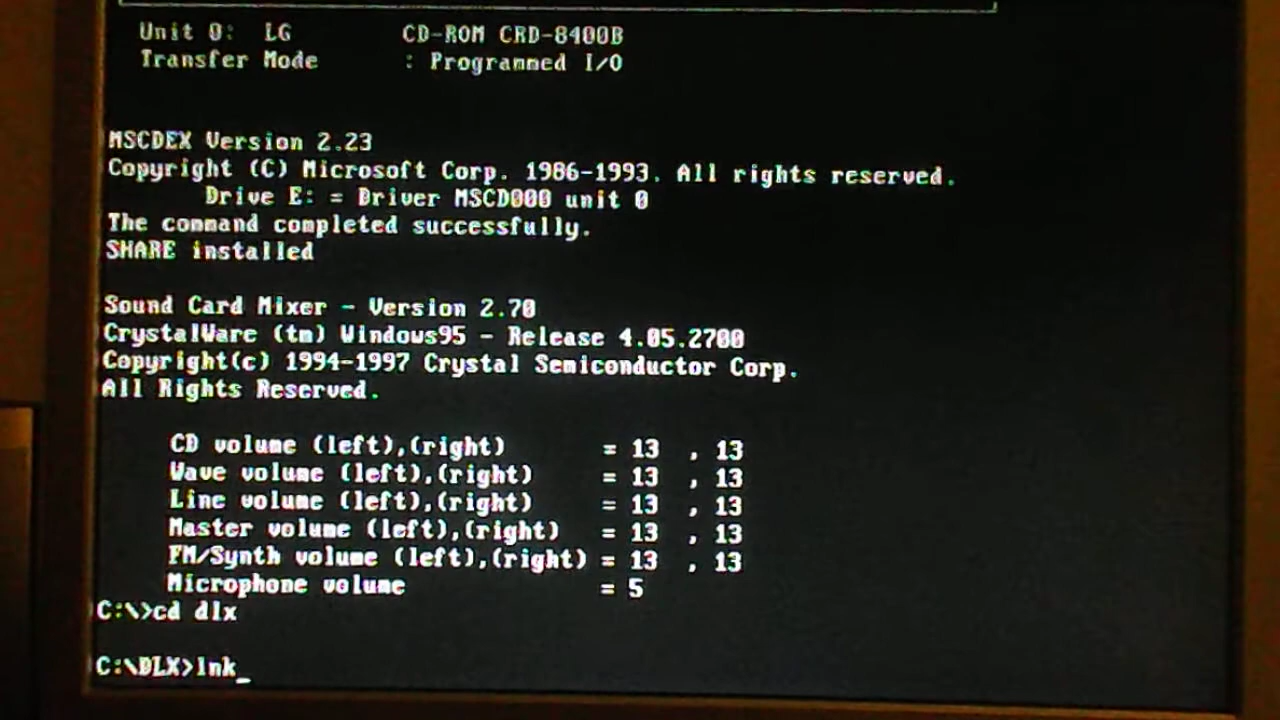 Unit 0: LG CD-ROM CRD-8400B
Transfer Mode : Programmed I/O
MSCDEX Version 2.23
Copyright (C) Microsoft Corp. 1986-1993. All rights reserved.
Drive E: = Driver MSCD000 unit 0
The command completed successfully.
SHARE installed
Sound Card Mixer - Version 2.70
CrystalWare (tm) Windows95 - Release 4.05.2700
Copyright(c) 1994-1997 Crystal Semiconductor Corp.
All Rights Reserved.
CD volume (left),(right) = 13 , 13
Wave volume (left),(right) = 13 , 13
Line volume (left),(right) = 13 , 13
Master volume (left),(right) = 13 , 13
FM/Synth volume (left),(right) = 13 , 13
Microphone volume = 5
C:\>cd dlx
C:\DLX>lnk_